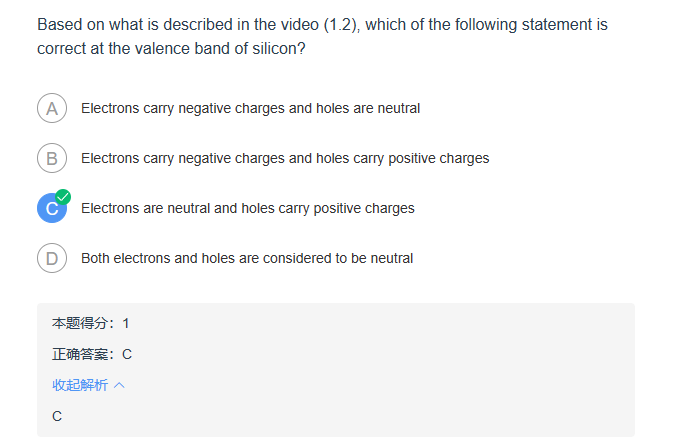 Based on what is described in the video (1.2), which of the following statement is
correct at the valence band of silicon?
A Electrons carry negative charges and holes are neutral
B Electrons carry negative charges and holes carry positive charges
C Electrons are neutral and holes carry positive charges
D Both electrons and holes are considered to be neutral
本题得分：1
正确答案：C
收起解析
C